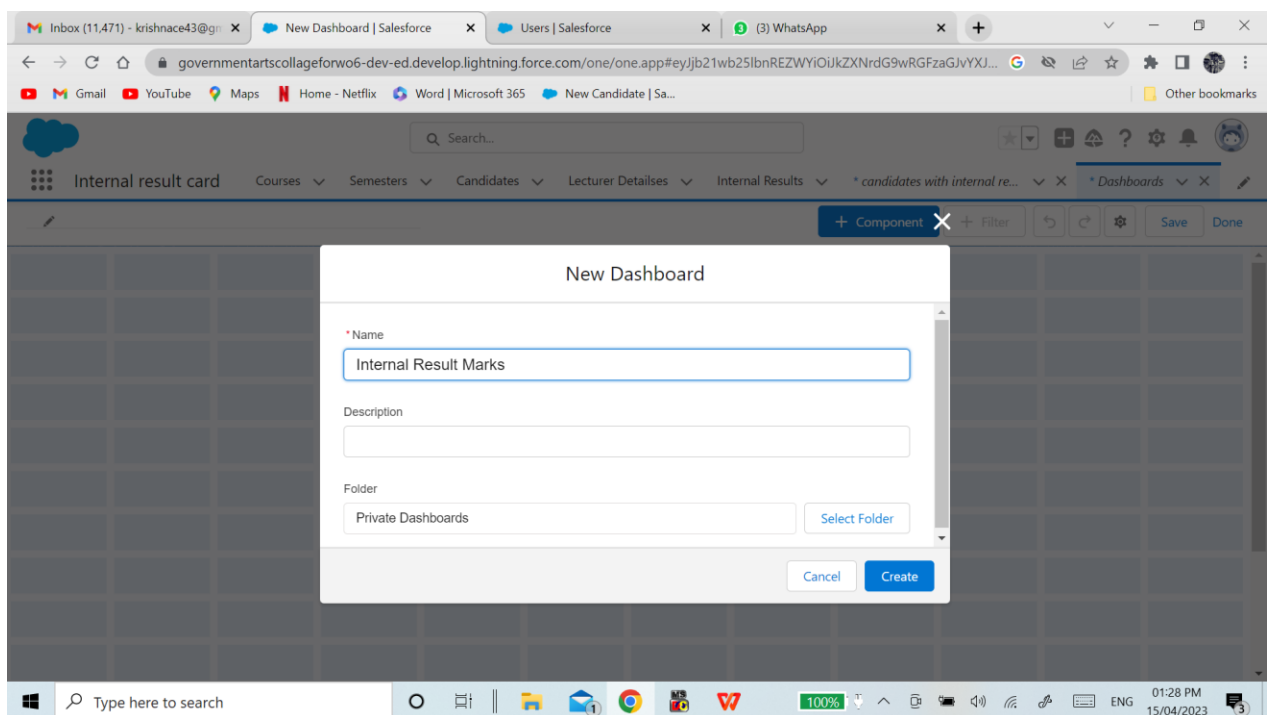 Inbox (11,471) - krishnace43@gm
New Dashboard | Salesforce
Users | Salesforce
(3) WhatsApp
governmentartscollageforwo6-dev-ed.develop.lightning.force.com/one/one.app#eyJjb21wb25lbnREZWYiOiJkZXNrdG9wRGFzaGJvYXJ...
Gmail
YouTube
Maps
Home - Netflix
Word | Microsoft 365
New Candidate | Sa...
Other bookmarks
Search...
Internal result card
Courses
Semesters
Candidates
Lecturer Detailses
Internal Results
* candidates with internal re...
* Dashboards
+ Component
+ Filter
Save
Done
New Dashboard
* Name
Internal Result Marks
Description
Folder
Private Dashboards
Select Folder
Cancel
Create
Type here to search
100%
ENG
01:28 PM
15/04/2023